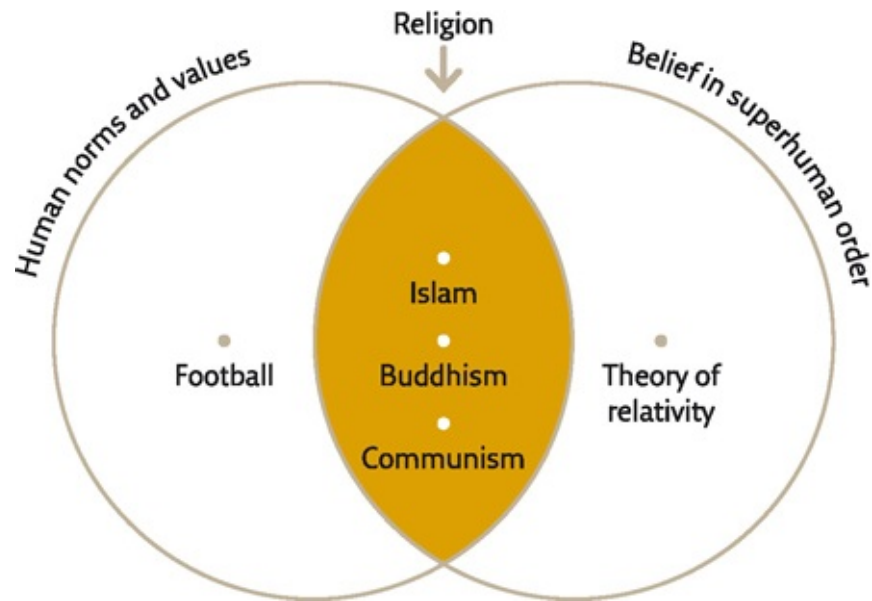 Religion
Human norms and values
Belief in superhuman order
Islam
Football
Buddhism
Theory of
relativity
Communism